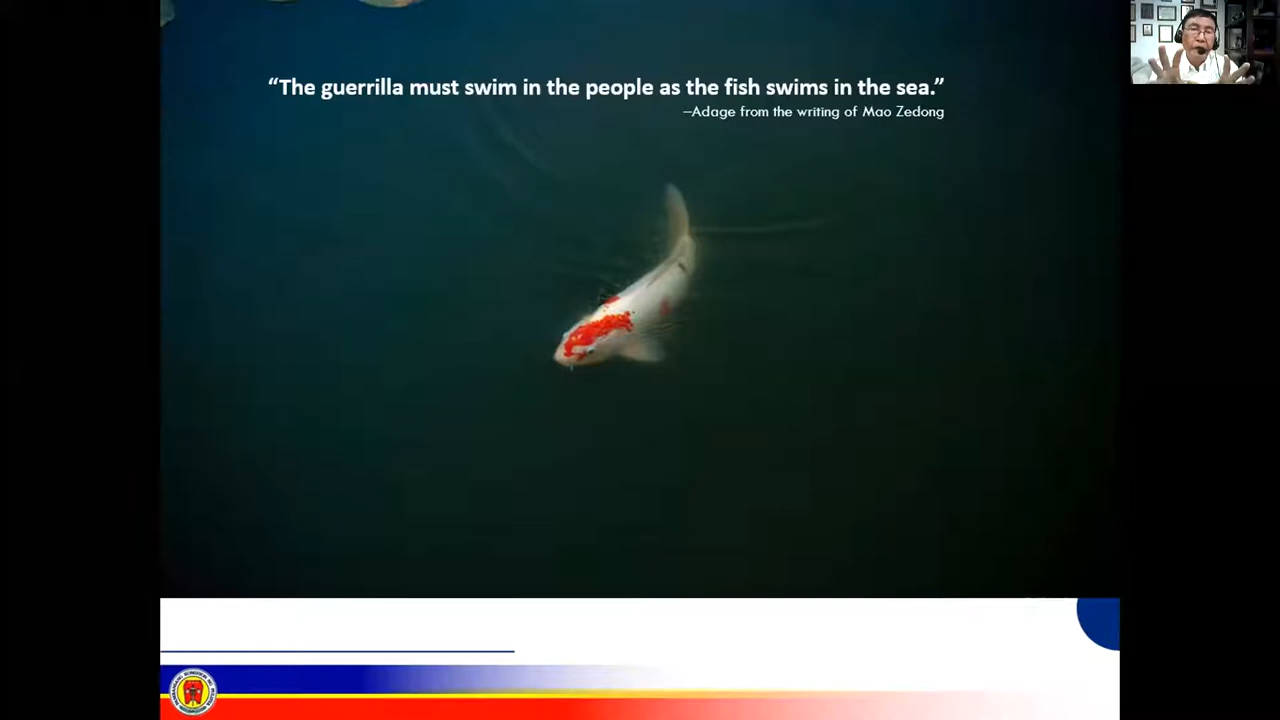 “The guerrilla must swim in the people as the fish swims in the sea.”
–Adage from the writing of Mao Zedong